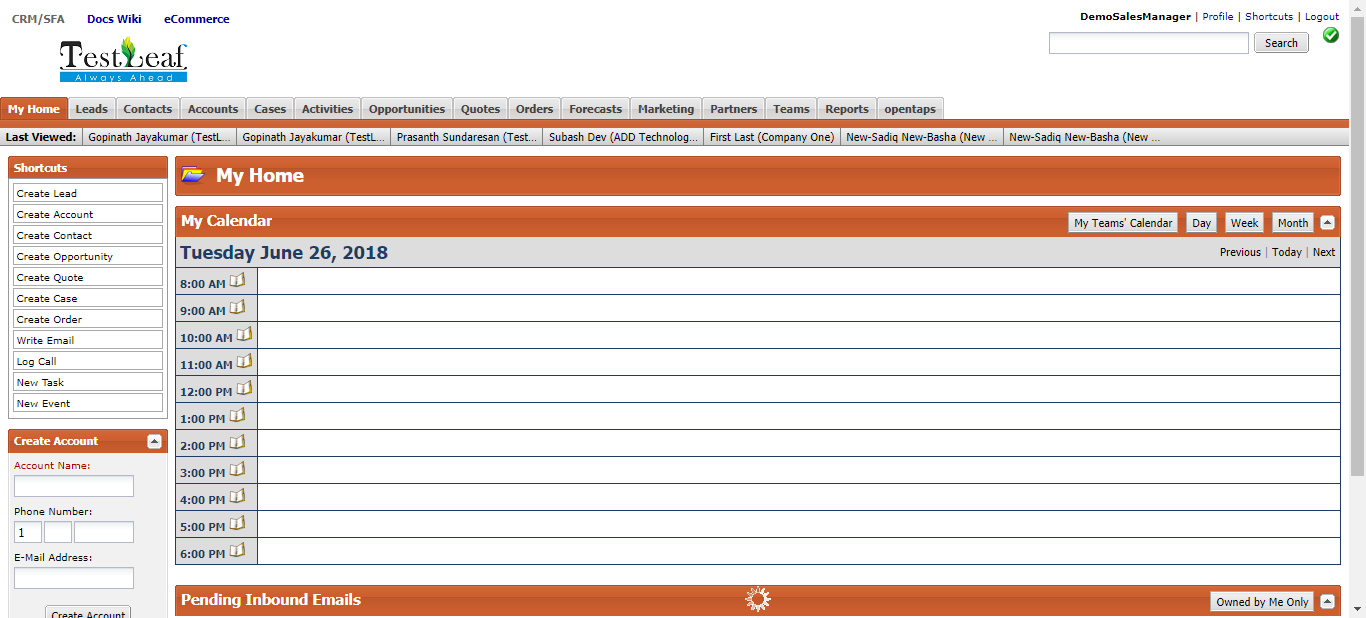 CRM/SFA Docs Wiki eCommerce
DemoSalesManager | Profile | Shortcuts | Logout
Search
TestLeaf
Always Ahead
My Home Leads Contacts Accounts Cases Activities Opportunities Quotes Orders Forecasts Marketing Partners Teams Reports opentaps
Last Viewed: Gopinath Jayakumar (TestL... Gopinath Jayakumar (TestL... Prasanth Sundaresan (Test... Subash Dev (ADD Technolog... First Last (Company One) New-Sadiq New-Basha (New ... New-Sadiq New-Basha (New ...
Shortcuts
Create Lead
Create Account
Create Contact
Create Opportunity
Create Quote
Create Case
Create Order
Write Email
Log Call
New Task
New Event
Create Account
Account Name:
Phone Number:
1
E-Mail Address:
Create Account
My Home
My Calendar My Teams' Calendar Day Week Month
Tuesday June 26, 2018 Previous | Today | Next
8:00 AM
9:00 AM
10:00 AM
11:00 AM
12:00 PM
1:00 PM
2:00 PM
3:00 PM
4:00 PM
5:00 PM
6:00 PM
Pending Inbound Emails Owned by Me Only